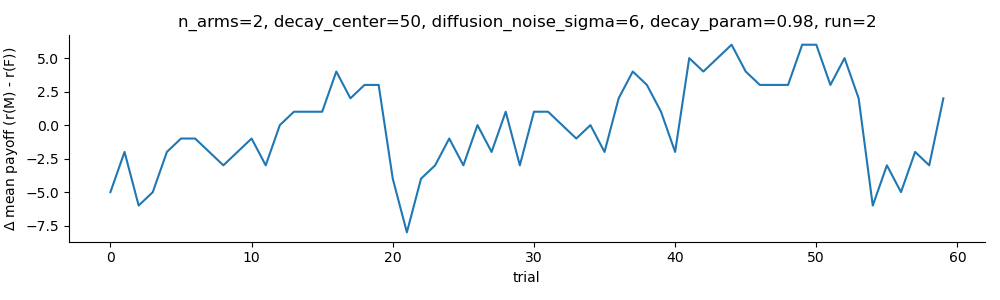 n_arms=2, decay_center=50, diffusion_noise_sigma=6, decay_param=0.98, run=2
Δ mean payoff (r(M) - r(F))
5.0
2.5
0.0
−2.5
−5.0
−7.5
0 10 20 30 40 50 60
trial